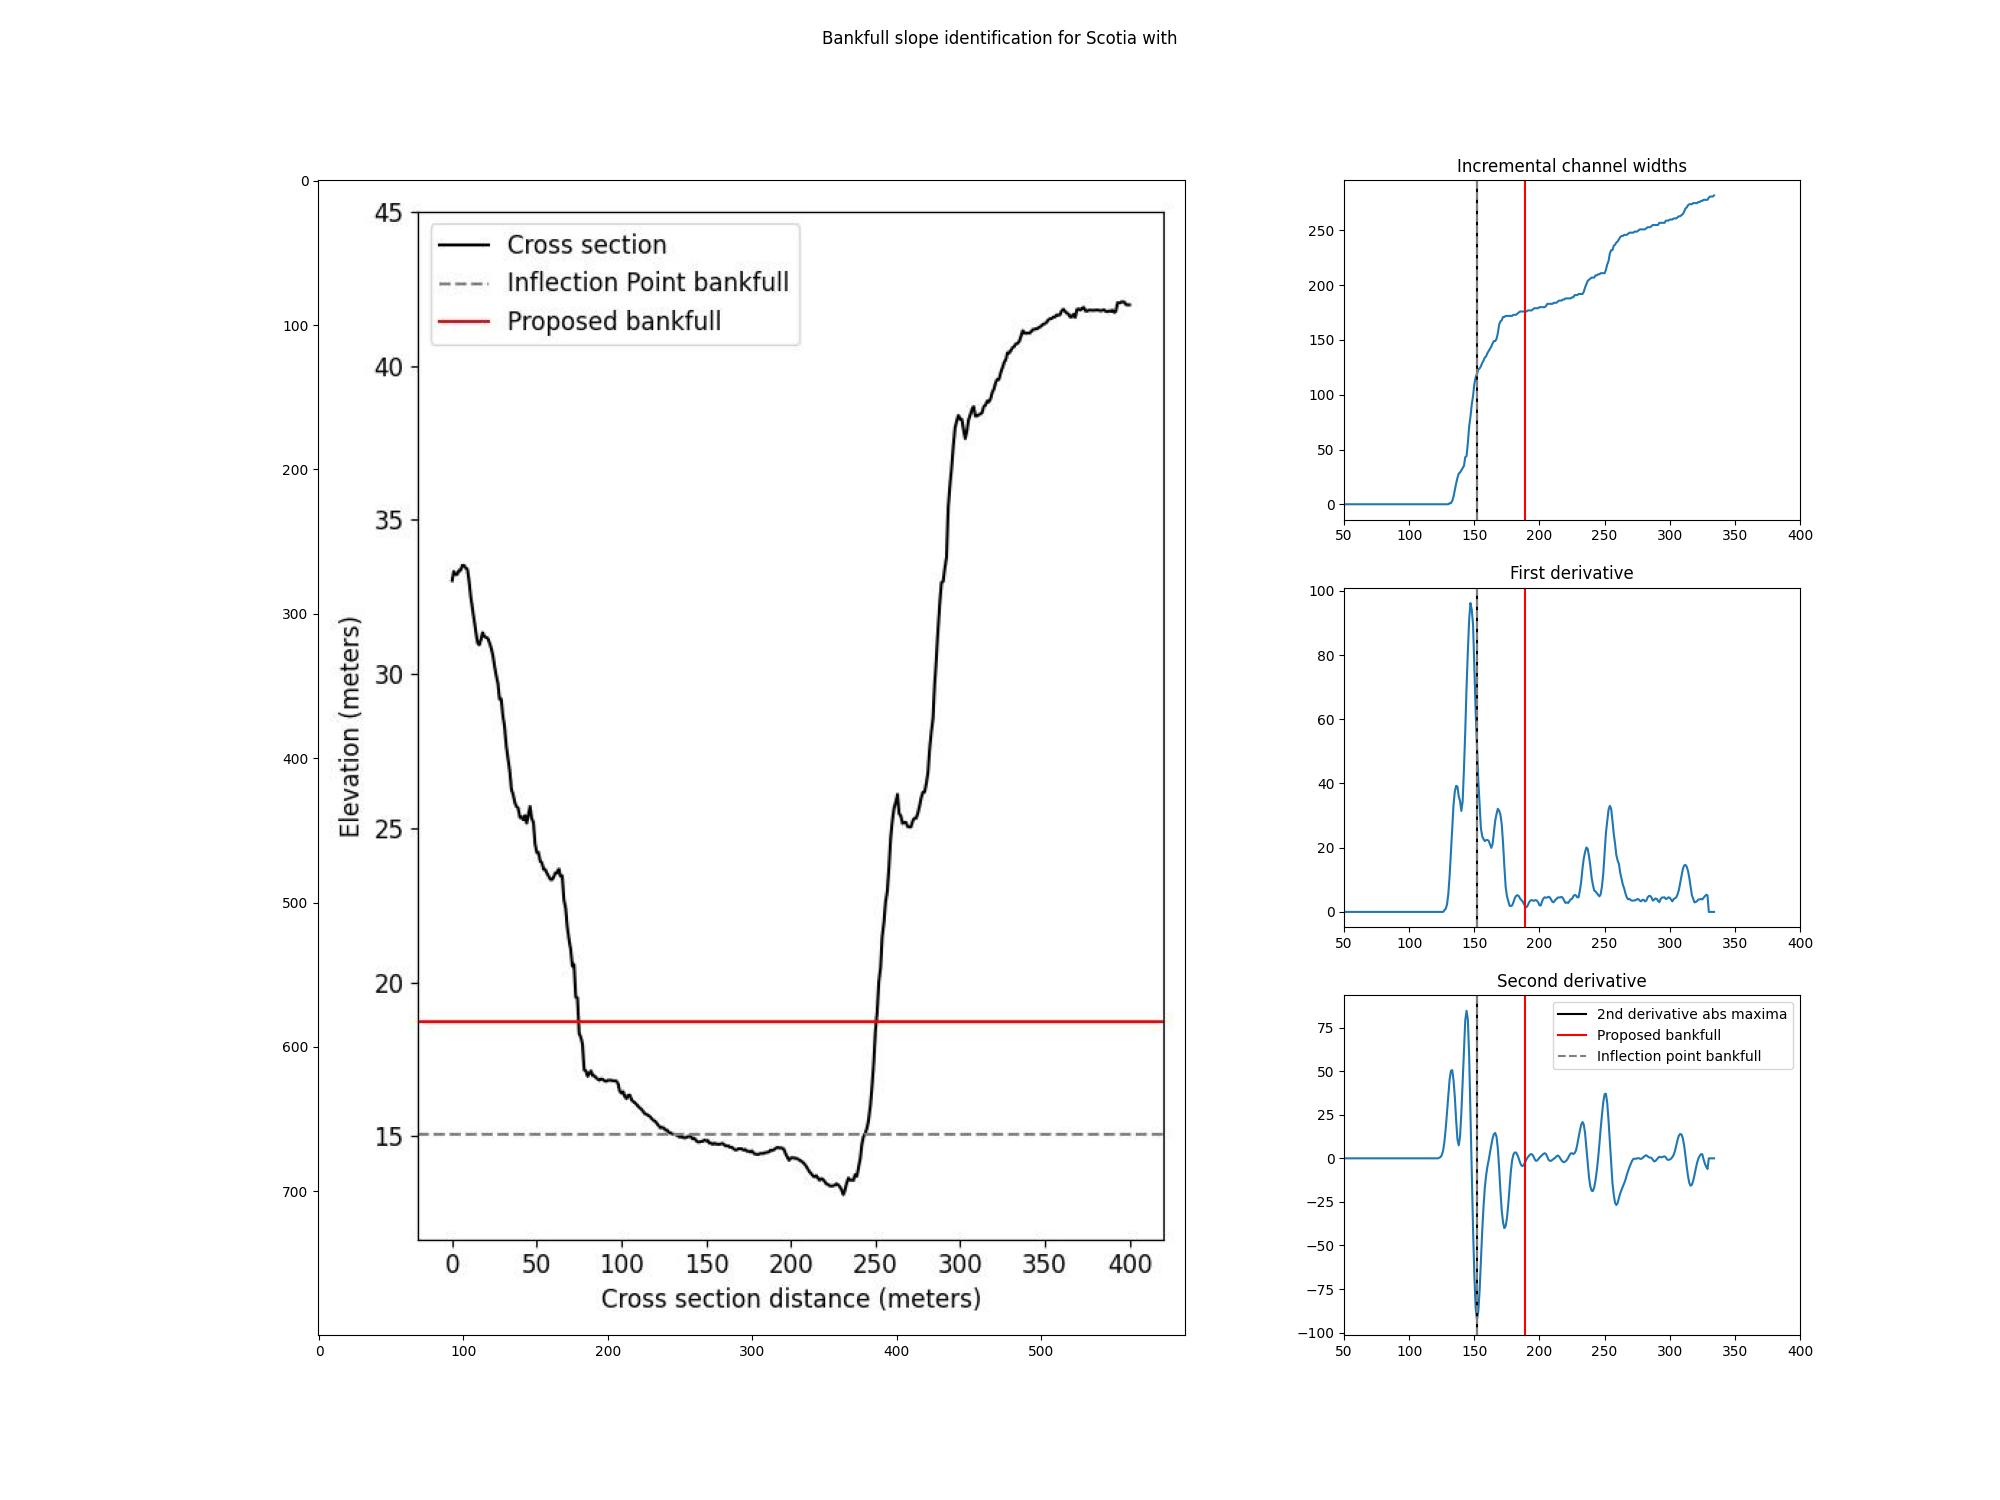 Bankfull slope identification for Scotia with
0
100
200
300
400
500
600
700
0
100
200
300
400
500
Elevation (meters)
45
40
35
30
25
20
15
Cross section
Inflection Point bankfull
Proposed bankfull
0 50 100 150 200 250 300 350 400
Cross section distance (meters)
Incremental channel widths
250
200
150
100
50
0
50 100 150 200 250 300 350 400
First derivative
100
80
60
40
20
0
50 100 150 200 250 300 350 400
Second derivative
75
50
25
0
−25
−50
−75
−100
2nd derivative abs maxima
Proposed bankfull
Inflection point bankfull
50 100 150 200 250 300 350 400